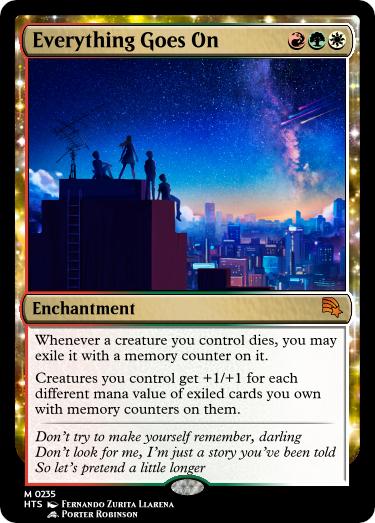 Everything Goes On
Enchantment
Whenever a creature you control dies, you may
exile it with a memory counter on it.
Creatures you control get +1/+1 for each
different mana value of exiled cards you own
with memory counters on them.
Don't try to make yourself remember, darling
Don't look for me, I'm just a story you've been told
So let's pretend a little longer
M 0235
HTS Fernando Zurita Llarena
Porter Robinson